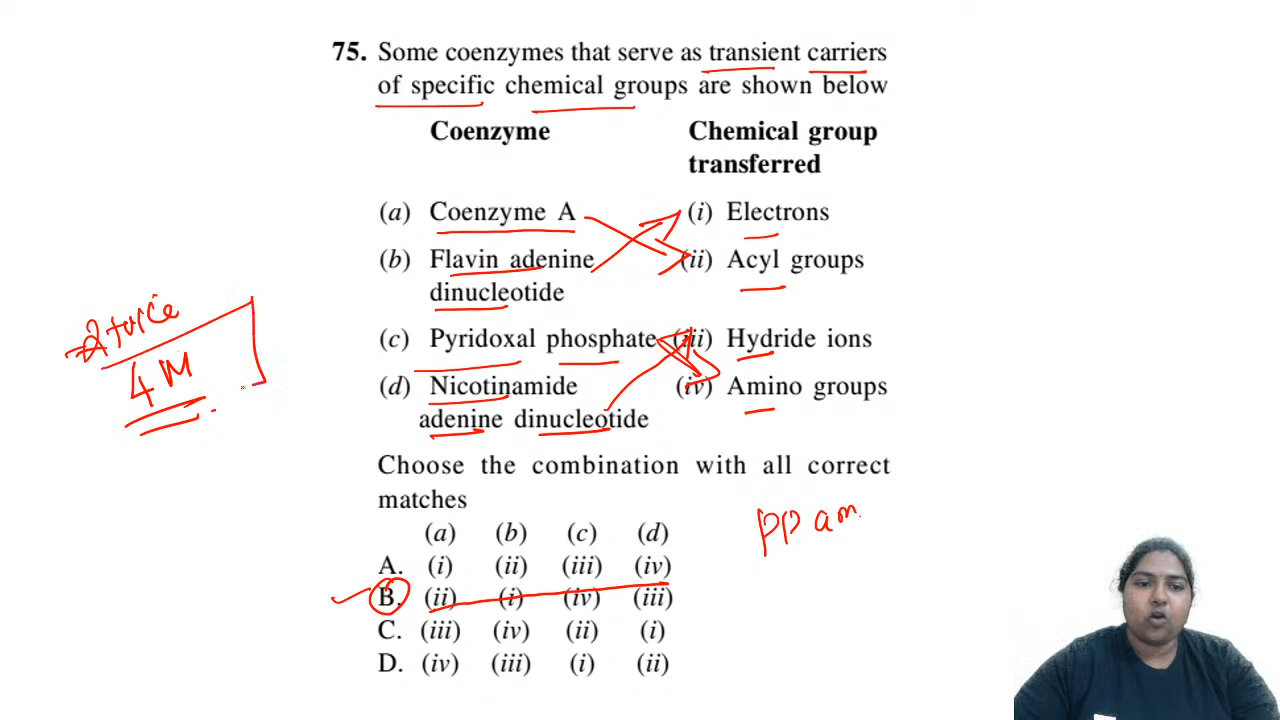 75. Some coenzymes that serve as transient carriers
of specific chemical groups are shown below
Coenzyme Chemical group
transferred
(a) Coenzyme A (i) Electrons
(b) Flavin adenine (ii) Acyl groups
dinucleotide
(c) Pyridoxal phosphate (iii) Hydride ions
(d) Nicotinamide (iv) Amino groups
adenine dinucleotide
4 M
Choose the combination with all correct
matches
PP am
(a) (b) (c) (d)
A. (i) (ii) (iii) (iv)
B. (ii) (i) (iv) (iii)
C. (iii) (iv) (ii) (i)
D. (iv) (iii) (i) (ii)